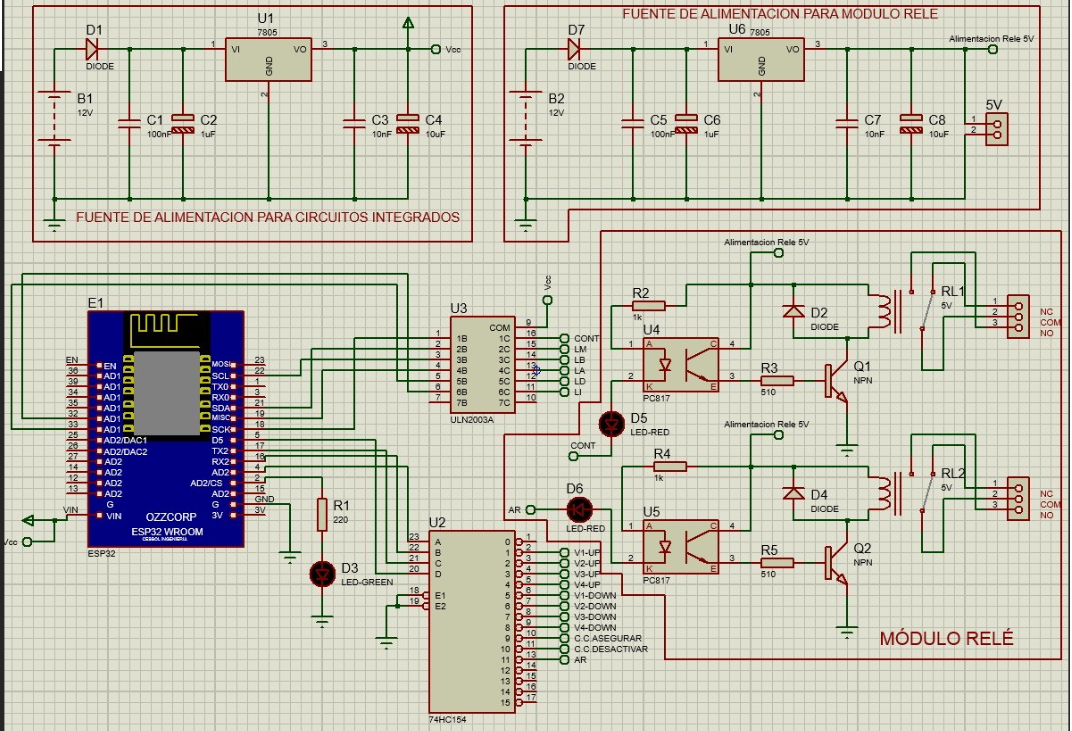 FUENTE DE ALIMENTACION PARA MODULO RELE
D1
DIODE
U1
7805
VI
VO
GND
1
3
2
Vcc
B1
12V
C1
100nF
C2
1uF
C3
10nF
C4
10uF
FUENTE DE ALIMENTACION PARA CIRCUITOS INTEGRADOS
D7
DIODE
U6
7805
VI
VO
GND
1
3
2
Alimentacion Rele 5V
B2
12V
C5
100nF
C6
1uF
C7
10nF
C8
10uF
5V
1
2
E1
EN
36
39
34
35
32
33
25
26
27
14
12
13
VIN
EN
AD1
AD1
AD1
AD1
AD1
AD1
AD2/DAC1
AD2/DAC2
AD2
AD2
AD2
AD2
G
VIN
MOSI
SCL
TX0
RX0
SDA
MISC
SCK
D5
TX2
RX2
AD2
AD2/CS
AD2
G
3V
23
22
1
3
21
19
18
5
17
16
4
2
15
GND
3V
OZZCORP
ESP32 WROOM
ESP32
Vcc
R1
220
D3
LED-GREEN
U3
Vcc
1
2
3
4
5
6
7
1B
2B
3B
4B
5B
6B
7B
COM
1C
2C
3C
4C
5C
6C
7C
9
16
15
14
13
12
11
10
CONT
LM
LB
LA
LD
LI
ULN2003A
U2
23
22
21
20
18
19
A
B
C
D
E1
E2
0
1
2
3
4
5
6
7
8
9
10
11
12
13
14
15
1
2
3
4
5
6
7
8
9
10
11
13
14
15
16
17
V1-UP
V2-UP
V3-UP
V4-UP
V1-DOWN
V2-DOWN
V3-DOWN
V4-DOWN
C.C.ASEGURAR
C.C.DESACTIVAR
AR
74HC154
Alimentacion Rele 5V
R2
1k
U4
A
K
C
E
1
2
4
3
PC817
D5
LED-RED
CONT
R3
510
D2
DIODE
Q1
NPN
RL1
5V
1
2
3
NC
COM
NO
Alimentacion Rele 5V
R4
1k
D6
LED-RED
AR
U5
A
K
C
E
1
2
4
3
PC817
R5
510
D4
DIODE
Q2
NPN
RL2
5V
1
2
3
NC
COM
NO
MÓDULO RELÉ